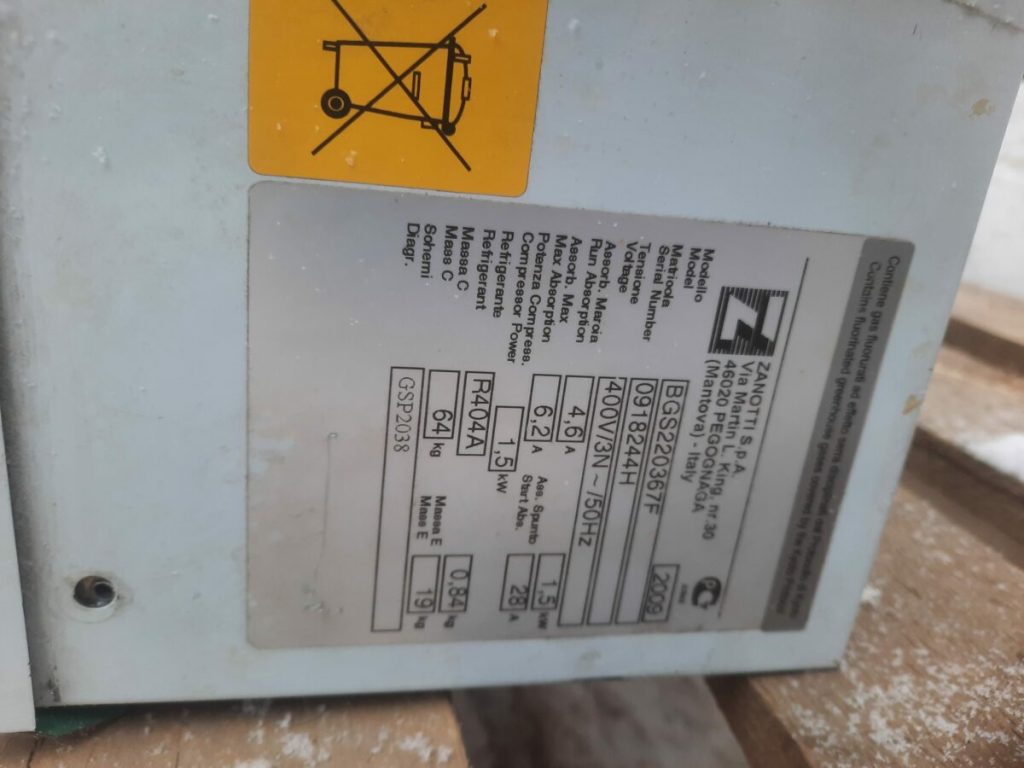 Contiene gas fluorurati ad effetto serra disciplinati dal Protocollo di Kyoto
Contains fluorinated greenhouse gases covered by the Kyoto Protocol
ZANOTTI S.p.A.
Via Martin L. King, nr.30
46020 PEGOGNAGA
(Mantova) - Italy
Modello
Model BGS220367F 2009
Matricola
Serial Number 09182244H
Tensione
Voltage 400V/3N~/50Hz
Assorb. Marcia
Run Absorption 4,6 A 1,5 kW
Assorb. Max
Max Absorption 6,2 A Ass. Spunto
Start Abs. 28 A
Potenza Compress.
Compressor Power 1,5 kW
Refrigerante
Refrigerant R404A 0,84 kg
Massa C
Mass C 64 kg Massa E
Mass E 19 kg
Schemi
Diagr. GSP2038